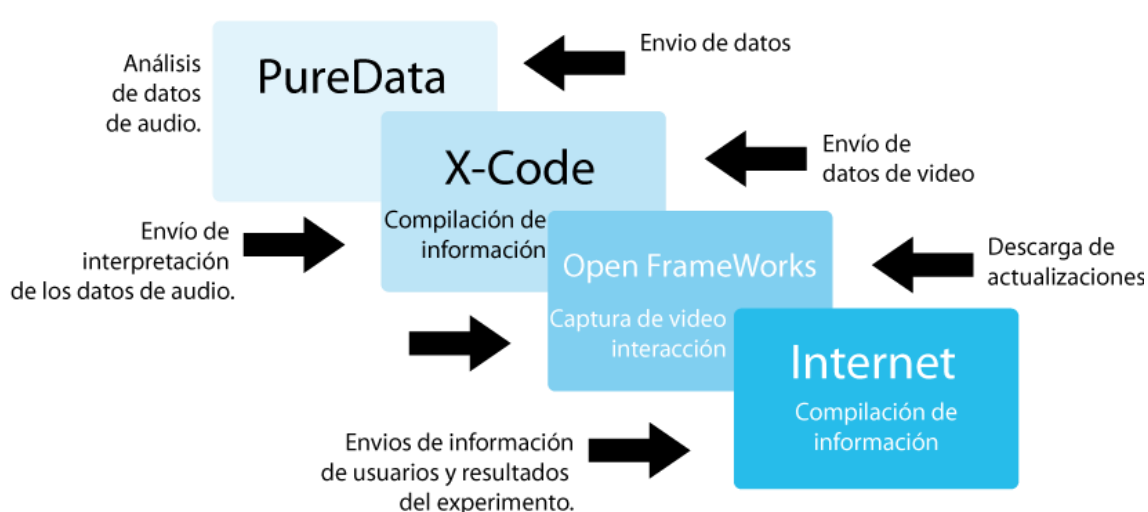 Análisis
de datos
de audio.
PureData
Envio de datos
X-Code
Compilación de
información
Envío de
datos de video
Envío de
interpretación
de los datos de audio.
Open FrameWorks
Captura de video
interacción
Descarga de
actualizaciones
Internet
Compilación de
información
Envios de información
de usuarios y resultados
del experimento.